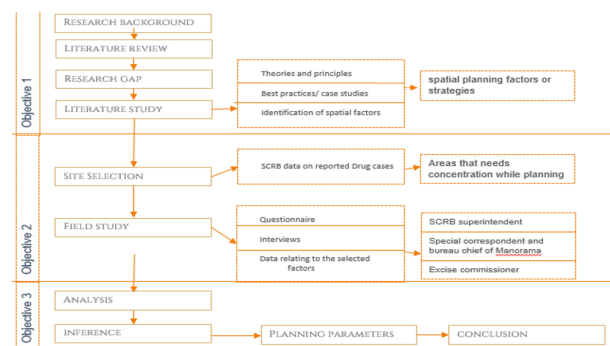 Objective 1
RESEARCH BACKGROUND
LITERATURE REVIEW
RESEARCH GAP
LITERATURE STUDY
Theories and principles
Best practices/ case studies
Identification of spatial factors
spatial planning factors or
strategies
Objective 2
SITE SELECTION
SCRB data on reported Drug cases
Areas that needs
concentration while planning
FIELD STUDY
Questionnaire
Interviews
Data relating to the selected
factors
SCRB superintendent
Special correspondent and
bureau chief of Manorama
Excise commissioner
Objective 3
ANALYSIS
INFERENCE
PLANNING PARAMETERS
CONCLUSION